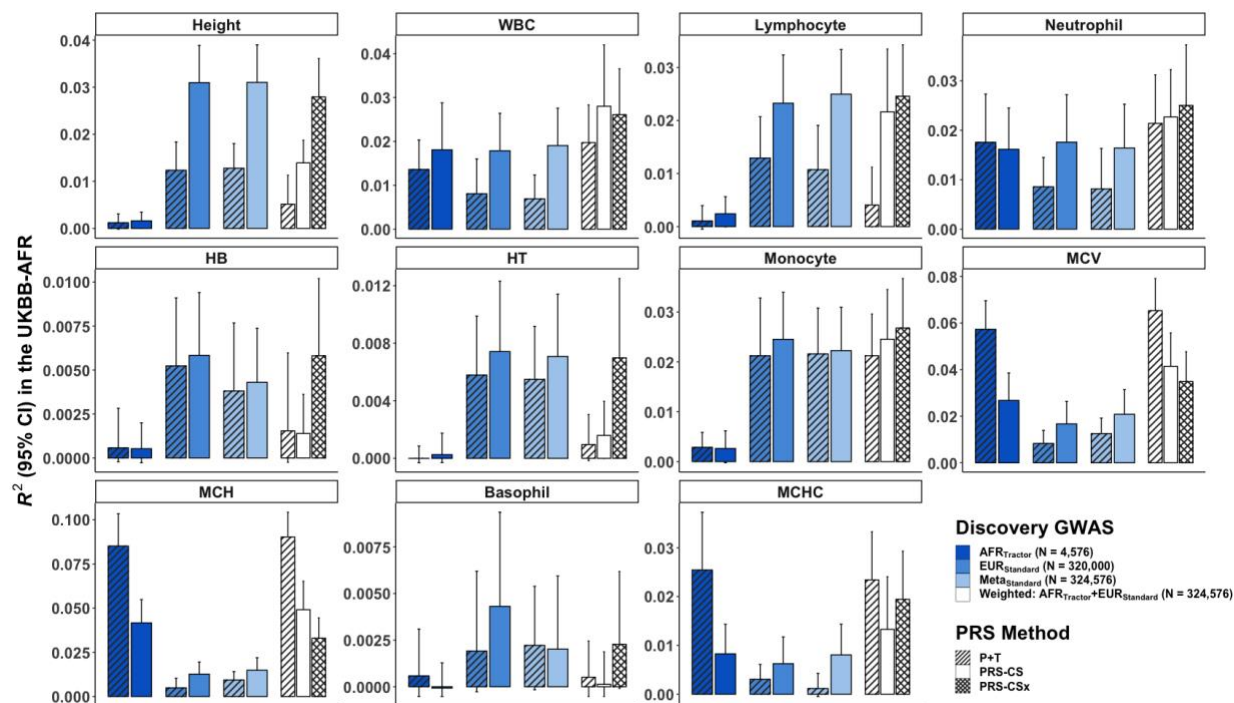 Height
WBC
Lymphocyte
Neutrophil
0.04
0.03
0.02
0.01
0.00
0.04
0.03
0.02
0.01
0.00
0.03
0.02
0.01
0.00
0.03
0.02
0.01
0.00
HB
HT
Monocyte
MCV
0.0100
0.0075
0.0050
0.0025
0.0000
0.012
0.008
0.004
0.000
0.03
0.02
0.01
0.00
0.08
0.06
0.04
0.02
0.00
MCH
Basophil
MCHC
0.100
0.075
0.050
0.025
0.000
0.0075
0.0050
0.0025
0.0000
0.03
0.02
0.01
0.00
R² (95% CI) in the UKBB-AFR
Discovery GWAS
AFRTractor (N = 4,576)
EURStandard (N = 320,000)
MetaStandard (N = 324,576)
Weighted: AFRTractor+EURStandard (N = 324,576)
PRS Method
P+T
PRS-CS
PRS-CSx